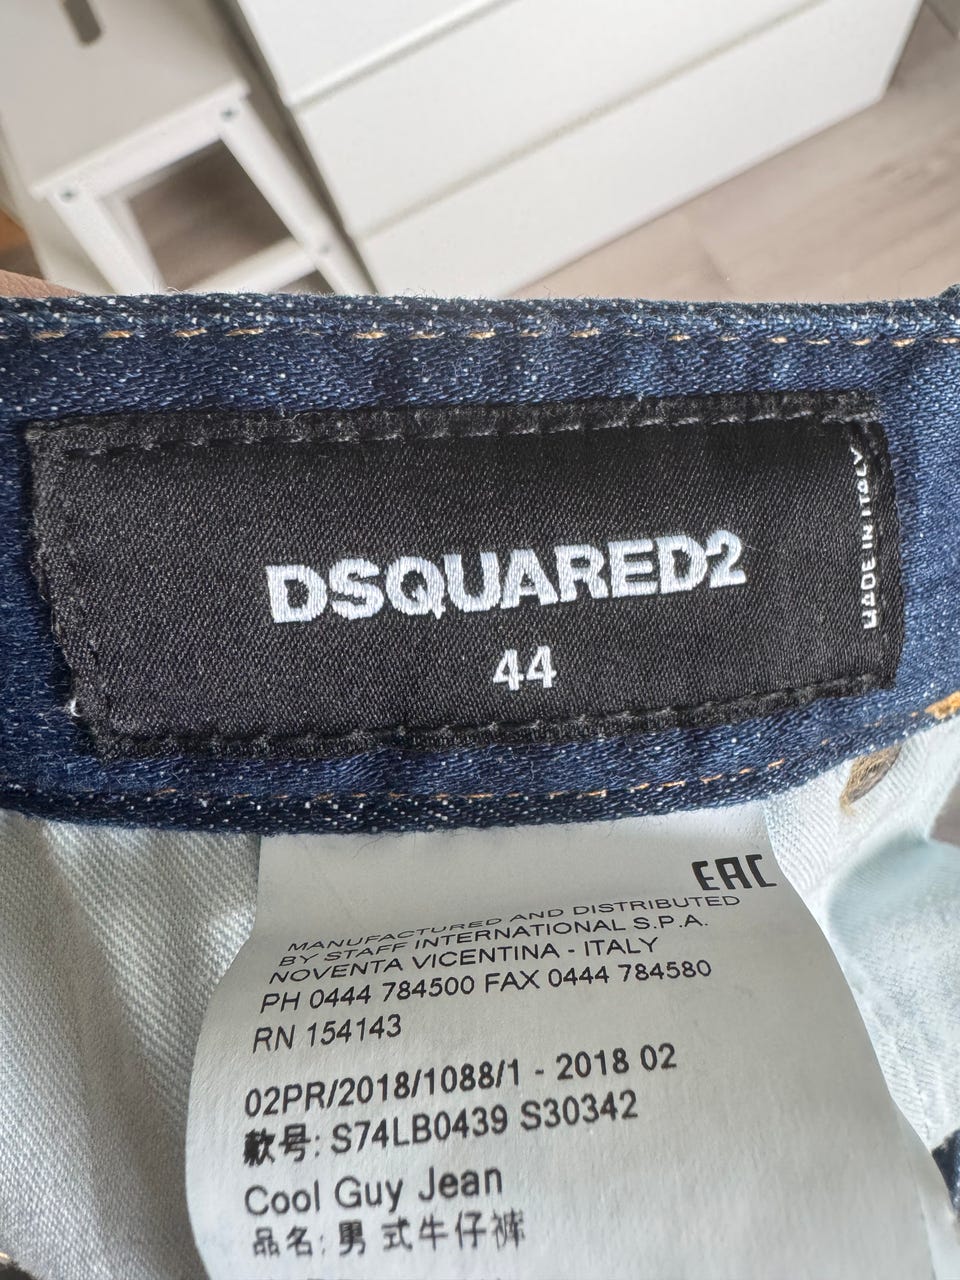 DSQUARED2
44
MADE IN ITALY
EAC
MANUFACTURED AND DISTRIBUTED
BY STAFF INTERNATIONAL S.P.A.
NOVENTA VICENTINA - ITALY
PH 0444 784500 FAX 0444 784580
RN 154143
02PR/2018/1088/1 - 2018 02
款号: S74LB0439 S30342
Cool Guy Jean
品名: 男式牛仔裤